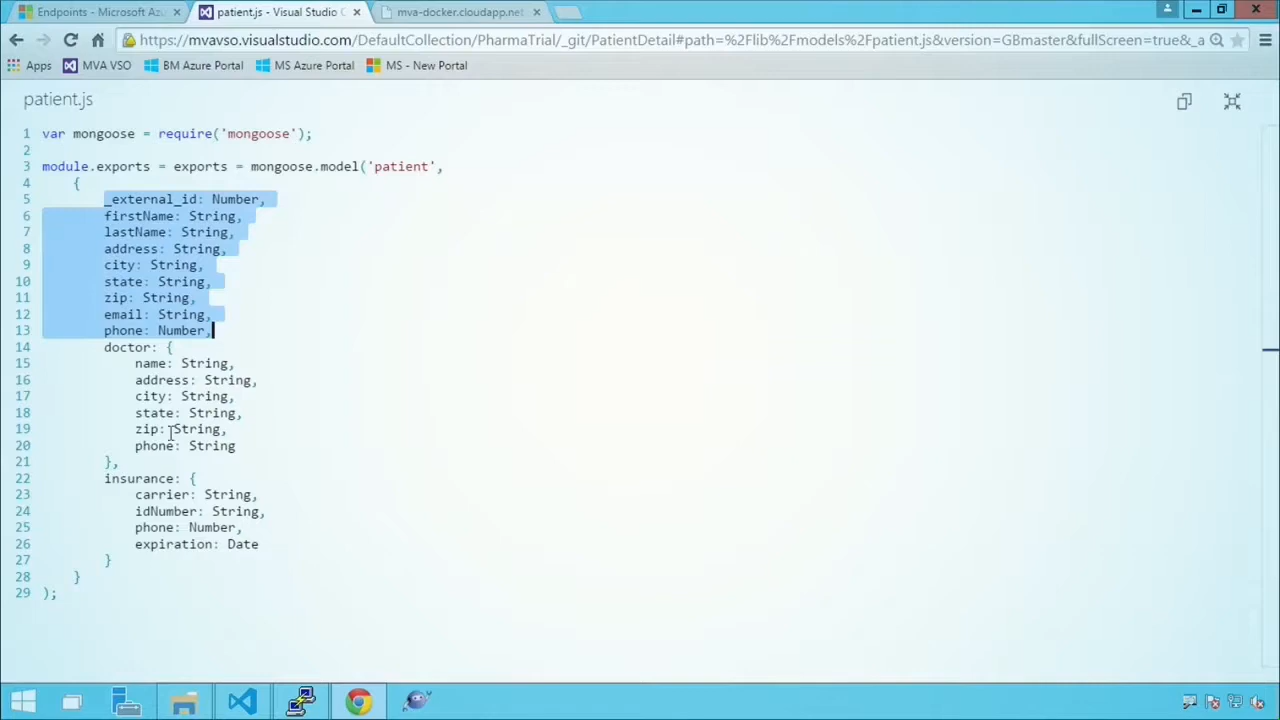 Endpoints - Microsoft Azu
patient.js - Visual Studio C
mva-docker.cloudapp.net
https://mvavso.visualstudio.com/DefaultCollection/PharmaTrial/_git/PatientDetail#path=%2Flib%2Fmodels%2Fpatient.js&version=GBmaster&fullScreen=true&_a
Apps MVA VSO BM Azure Portal MS Azure Portal MS - New Portal
patient.js
1 var mongoose = require('mongoose');
2
3 module.exports = exports = mongoose.model('patient',
4 {
5 _external_id: Number,
6 firstName: String,
7 lastName: String,
8 address: String,
9 city: String,
10 state: String,
11 zip: String,
12 email: String,
13 phone: Number,
14 doctor: {
15 name: String,
16 address: String,
17 city: String,
18 state: String,
19 zip: String,
20 phone: String
21 },
22 insurance: {
23 carrier: String,
24 idNumber: String,
25 phone: Number,
26 expiration: Date
27 }
28 }
29 );